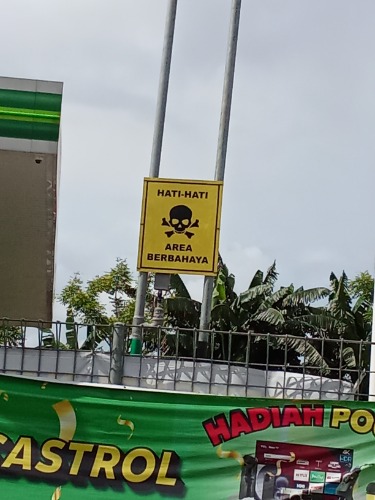 HATI-HATI
AREA
BERBAHAYA
CASTROL
HADIAH PO